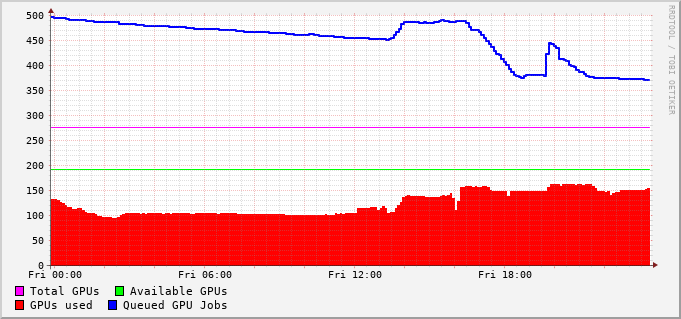 500
450
400
350
300
250
200
150
100
50
0
Fri 00:00 Fri 06:00 Fri 12:00 Fri 18:00
Total GPUs Available GPUs
GPUs used Queued GPU Jobs
RRDTOOL / TOBI OETIKER